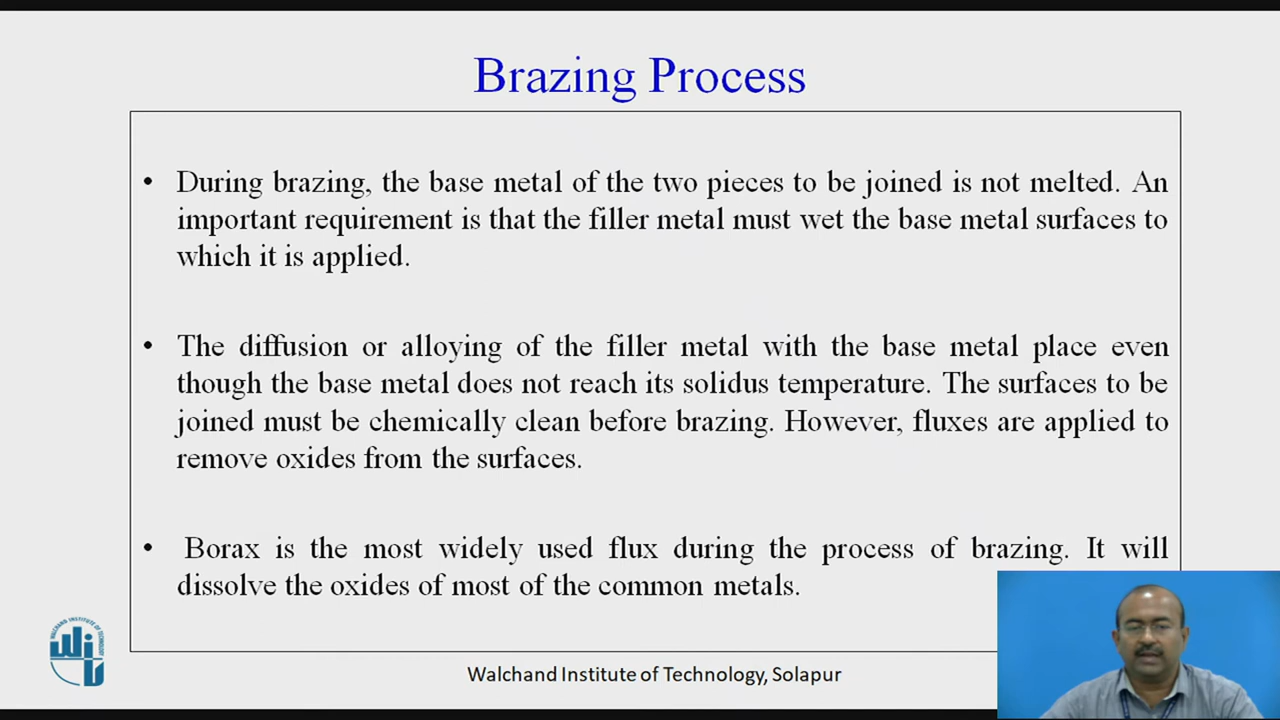 Brazing Process
• During brazing, the base metal of the two pieces to be joined is not melted. An
important requirement is that the filler metal must wet the base metal surfaces to
which it is applied.
• The diffusion or alloying of the filler metal with the base metal place even
though the base metal does not reach its solidus temperature. The surfaces to be
joined must be chemically clean before brazing. However, fluxes are applied to
remove oxides from the surfaces.
• Borax is the most widely used flux during the process of brazing. It will
dissolve the oxides of most of the common metals.
WALCHAND INSTITUTE OF TECHNOLOGY
WIT
Walchand Institute of Technology, Solapur